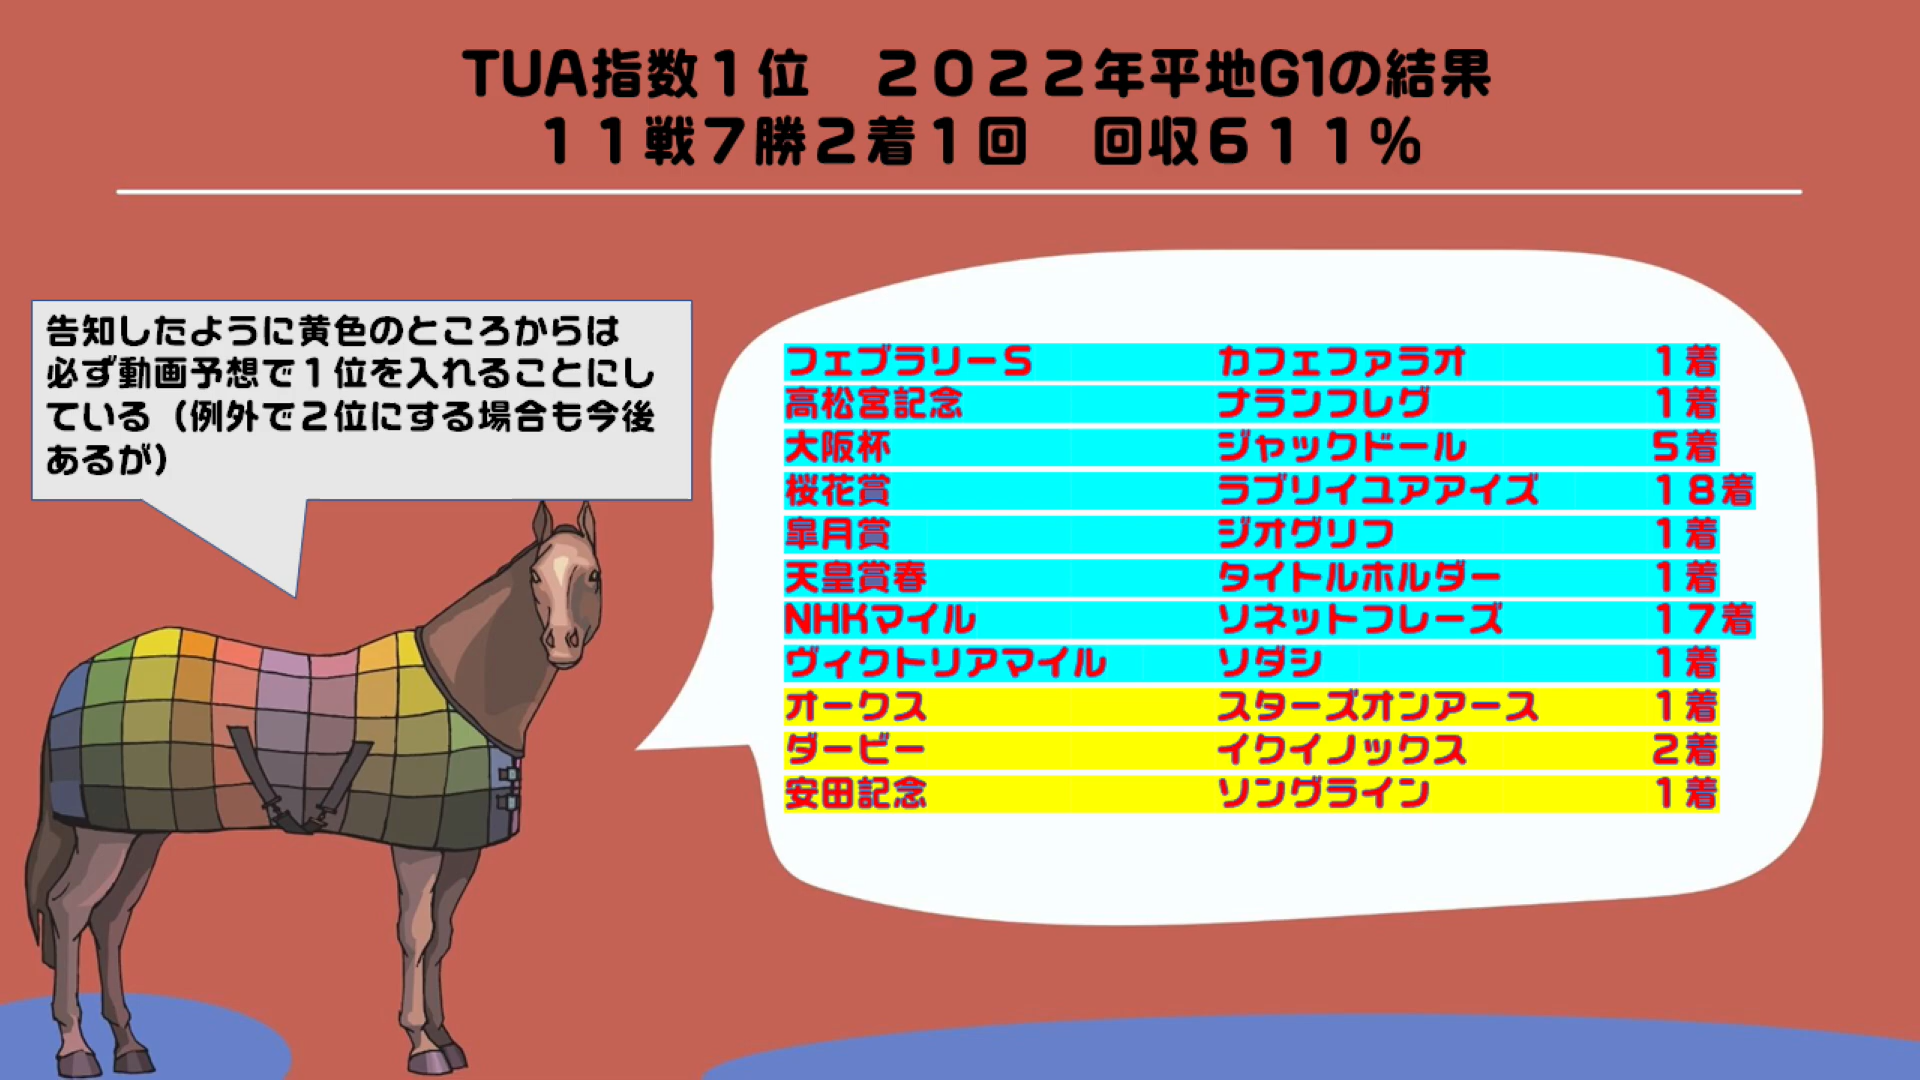 TUA指数１位　２０２２年平地G1の結果
１１戦７勝２着１回　回収６１１％
告知したように黄色のところからは
必ず動画予想で１位を入れることにし
ている（例外で２位にする場合も今後
あるが）
フェブラリーＳ　カフェファラオ　１着
高松宮記念　ナランフレグ　１着
大阪杯　ジャックドール　５着
桜花賞　ラブリイユアアイズ　１８着
皐月賞　ジオグリフ　１着
天皇賞春　タイトルホルダー　１着
NHKマイル　ソネットフレーズ　１７着
ヴィクトリアマイル　ソダシ　１着
オークス　スターズオンアース　１着
ダービー　イクイノックス　２着
安田記念　ソングライン　１着